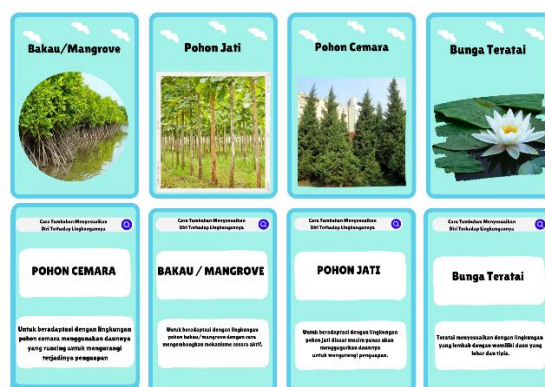 Bakau/Mangrove
Pohon Jati
Pohon Cemara
Bunga Teratai
Cara Tumbuhan Menyesuaikan
Diri Terhadap Lingkungannya
POHON CEMARA
Untuk beradaptasi dengan lingkungan
pohon cemara menggunakan daunnya
yang runcing untuk mengurangi
terjadinya penguapan
Cara Tumbuhan Menyesuaikan
Diri Terhadap Lingkungannya
BAKAU / MANGROVE
Untuk beradaptasi dengan lingkungan
pohon bakau/mangrove dengan cara
mengembangkan mekanisme secara aktif.
Cara Tumbuhan Menyesuaikan
Diri Terhadap Lingkungannya
POHON JATI
Untuk beradaptasi dengan lingkungan
pohon jati disaat musim panas akan
menggugurkan daunnya
untuk mengurangi penguapan.
Cara Tumbuhan Menyesuaikan
Diri Terhadap Lingkungannya
Bunga Teratai
Teratai menyesuaikan dengan lingkungan
yang lembab dengan memiliki daun yang
lebar dan tipis.